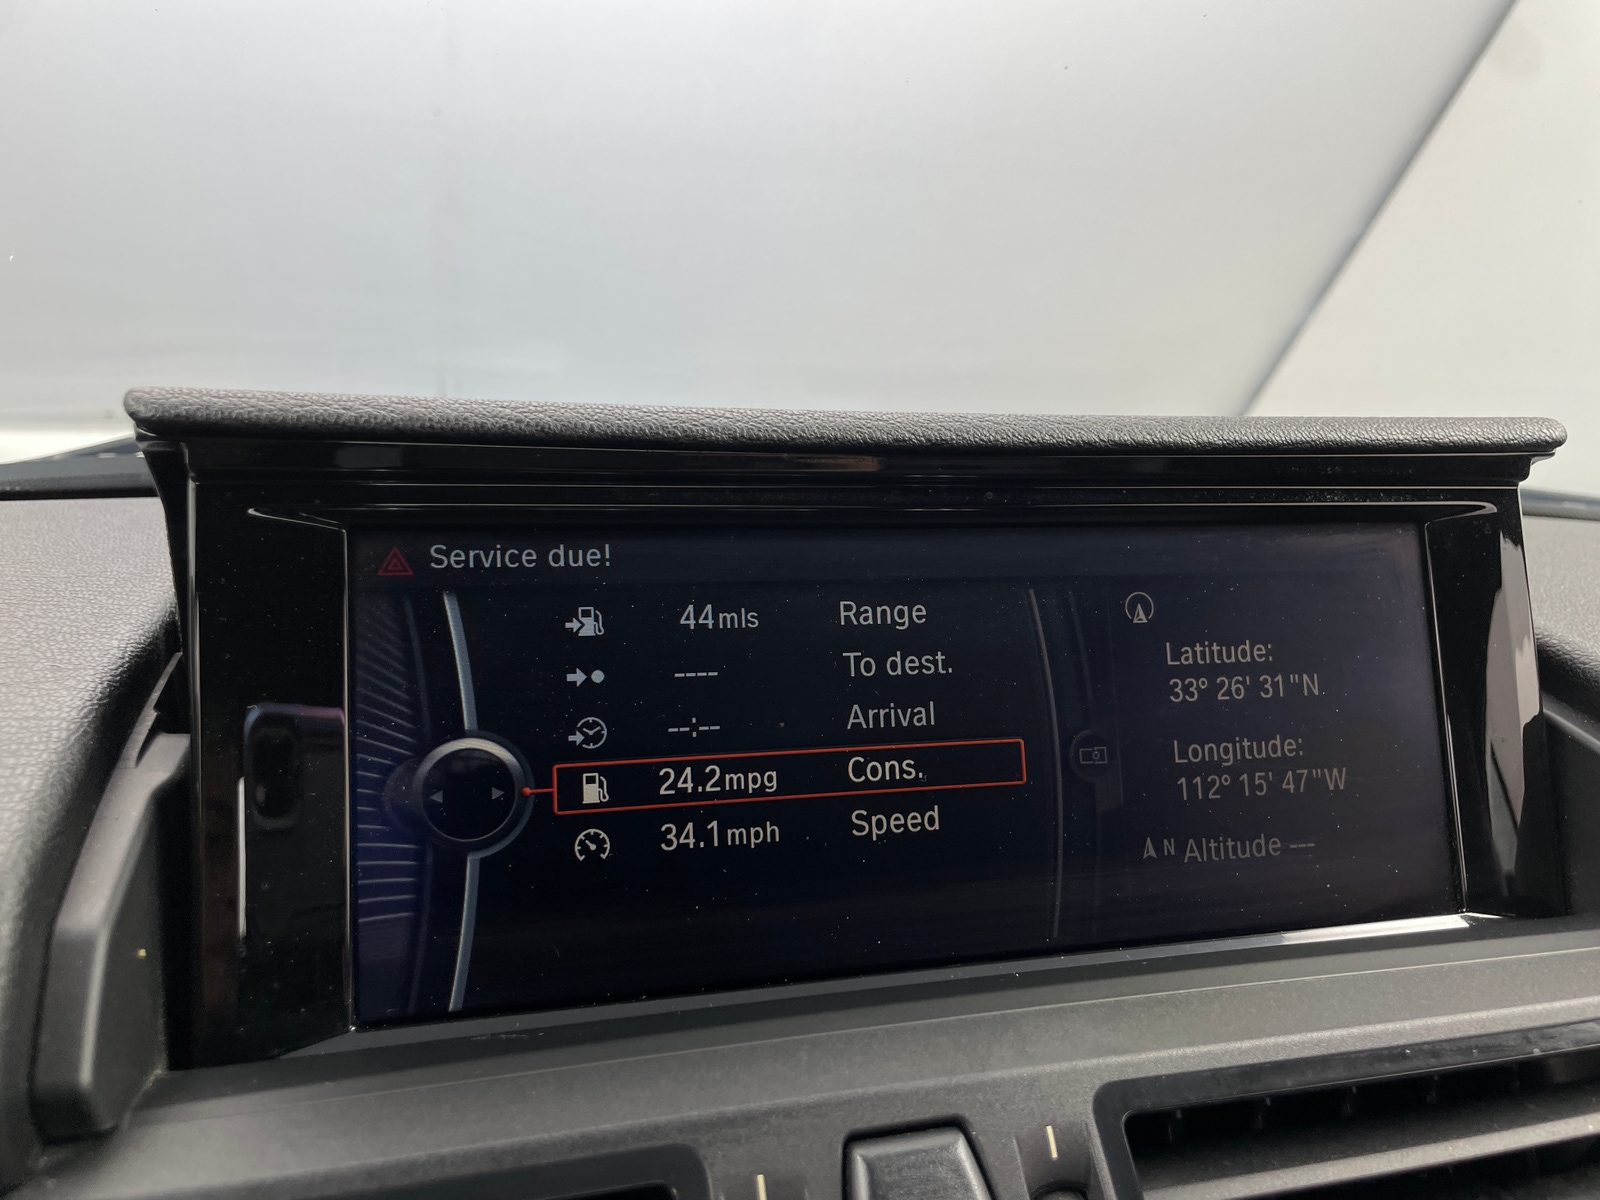 Service due!
44mls Range
---- To dest.
--:-- Arrival
24.2mpg Cons.
34.1mph Speed
Latitude:
33° 26' 31"N
Longitude:
112° 15' 47"W
N Altitude ---